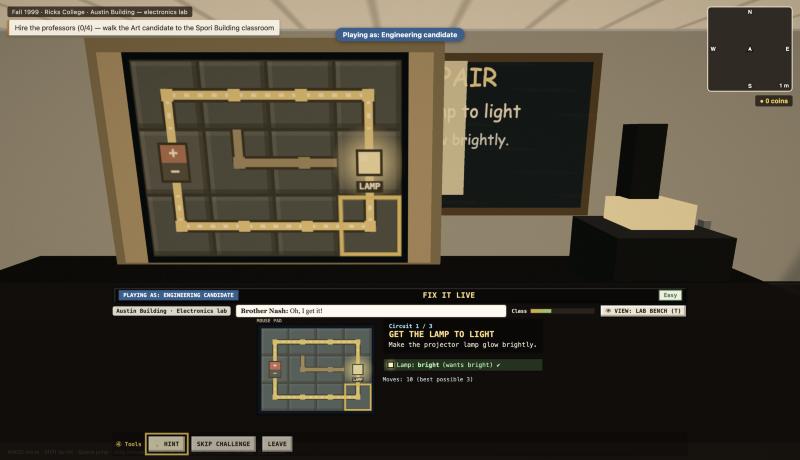 Fall 1999 · Ricks College · Austin Building — electronics lab
Hire the professors (0/4) — walk the Art candidate to the Spori Building classroom
Playing as: Engineering candidate
N
W A E
S 1 m
● 0 coins
PAIR
p to light
brightly.
+
−
LAMP
PLAYING AS: ENGINEERING CANDIDATE
FIX IT LIVE
Easy
Austin Building · Electronics lab
Brother Nash: Oh, I get it!
Class
VIEW: LAB BENCH (T)
MOUSE PAD
Circuit 1 / 3
GET THE LAMP TO LIGHT
Make the projector lamp glow brightly.
Lamp: bright (wants bright) ✔
Moves: 10 (best possible 3)
Tools
HINT
SKIP CHALLENGE
LEAVE